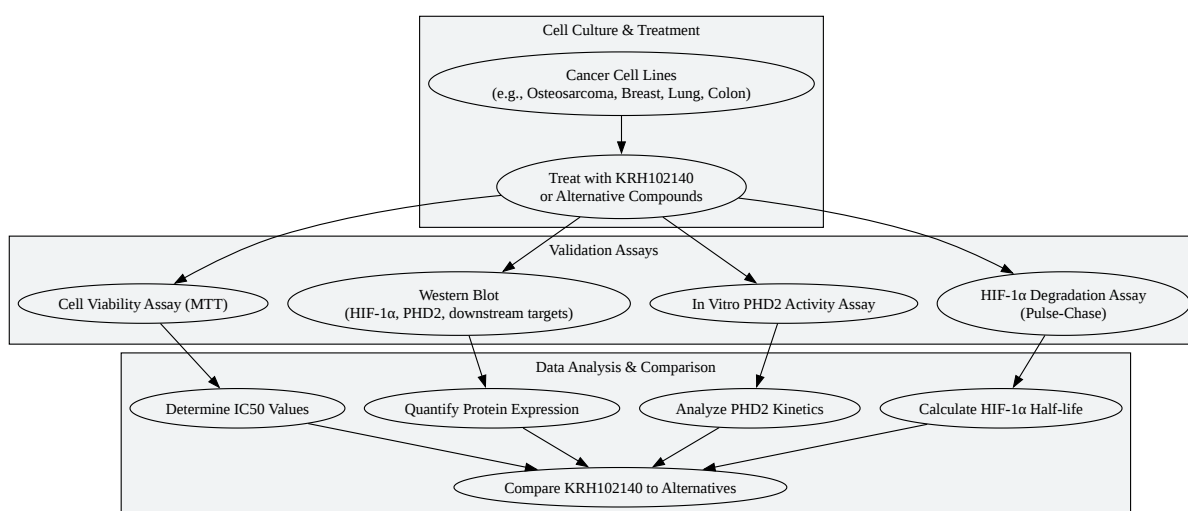 Cell Culture & Treatment
Cancer Cell Lines
(e.g., Osteosarcoma, Breast, Lung, Colon)
Treat with KRH102140
or Alternative Compounds
Validation Assays
Cell Viability Assay (MTT)
Western Blot
(HIF-1α, PHD2, downstream targets)
In Vitro PHD2 Activity Assay
HIF-1α Degradation Assay
(Pulse-Chase)
Data Analysis & Comparison
Determine IC50 Values
Quantify Protein Expression
Analyze PHD2 Kinetics
Calculate HIF-1α Half-life
Compare KRH102140 to Alternatives